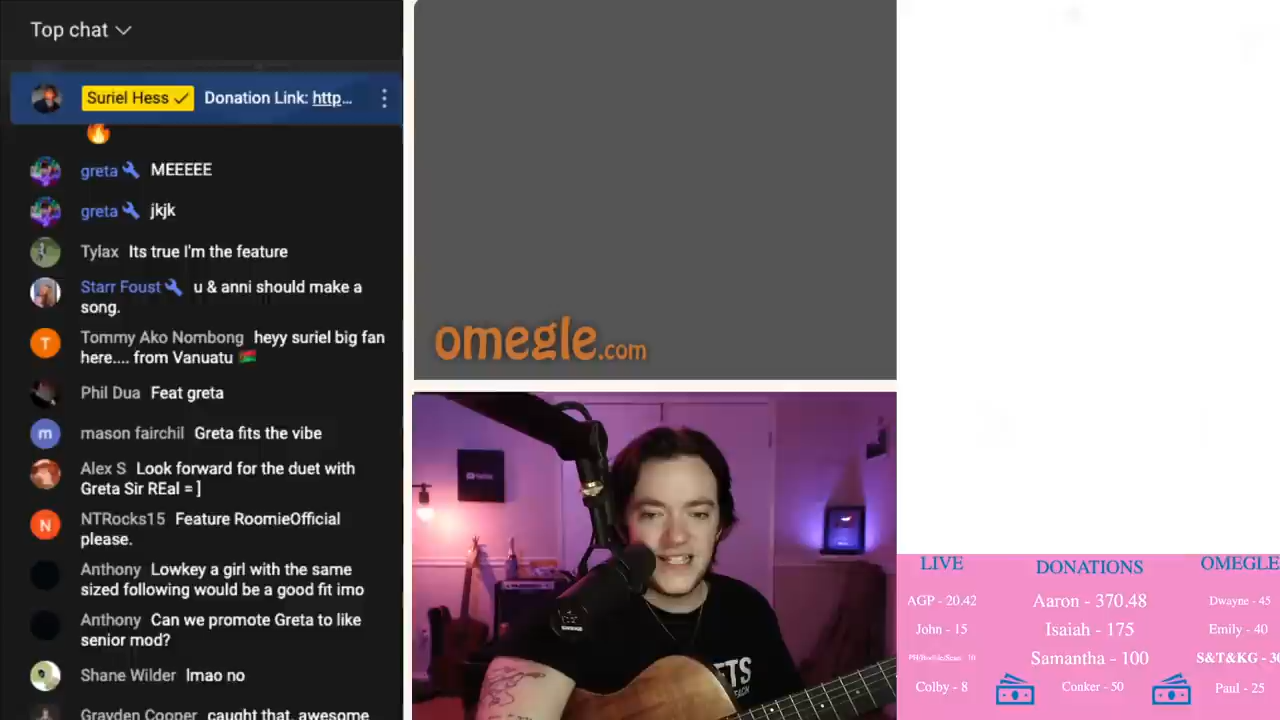 Top chat
Suriel Hess Donation Link: http...
greta MEEEEE
greta jkjk
Tylax Its true I'm the feature
Starr Foust u & anni should make a
song.
Tommy Ako Nombong heyy suriel big fan
here.... from Vanuatu
Phil Dua Feat greta
mason fairchil Greta fits the vibe
Alex S Look forward for the duet with
Greta Sir REal = ]
NTRocks15 Feature RoomieOfficial
please.
Anthony Lowkey a girl with the same
sized following would be a good fit imo
Anthony Can we promote Greta to like
senior mod?
Shane Wilder lmao no
Grayden Cooper caught that, awesome
omegle.com
LIVE
AGP - 20.42
John - 15
Colby - 8
DONATIONS
Aaron - 370.48
Isaiah - 175
Samantha - 100
Conker - 50
OMEGLE
Dwayne - 45
Emily - 40
S&T&KG - 30
Paul - 25